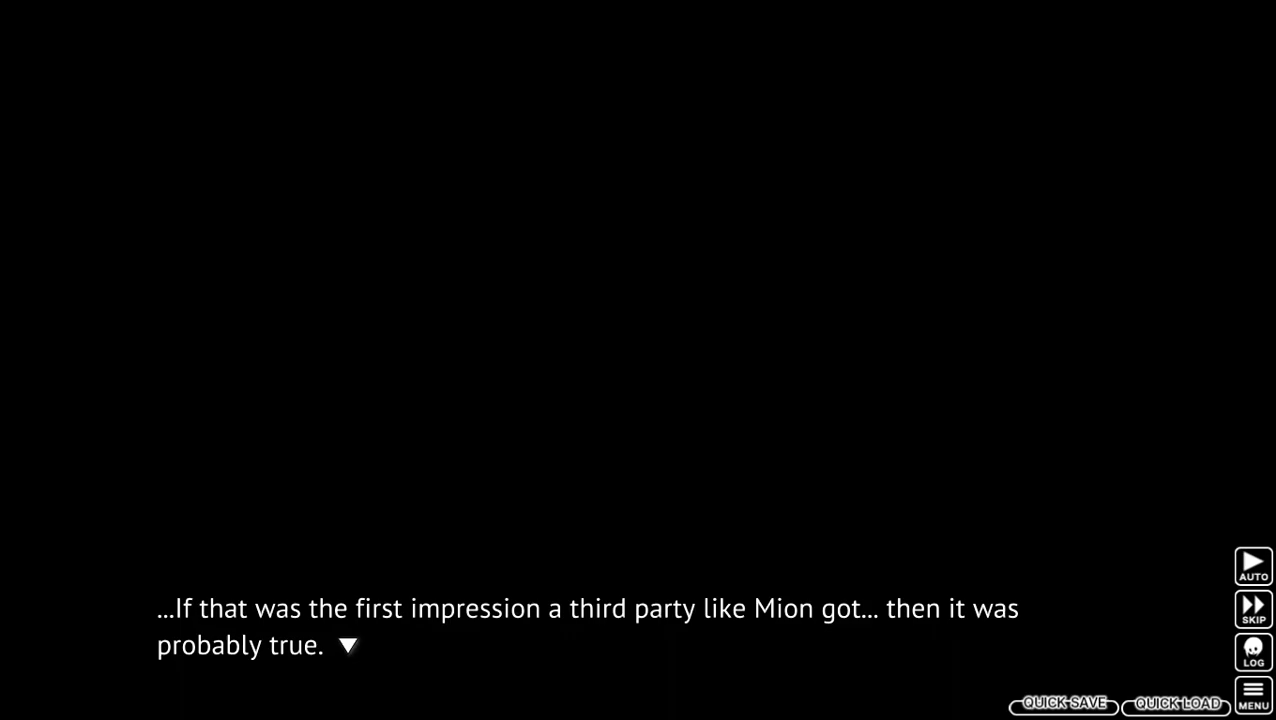 ...If that was the first impression a third party like Mion got... then it was
probably true.
AUTO
SKIP
LOG
MENU
QUICK SAVE QUICK LOAD